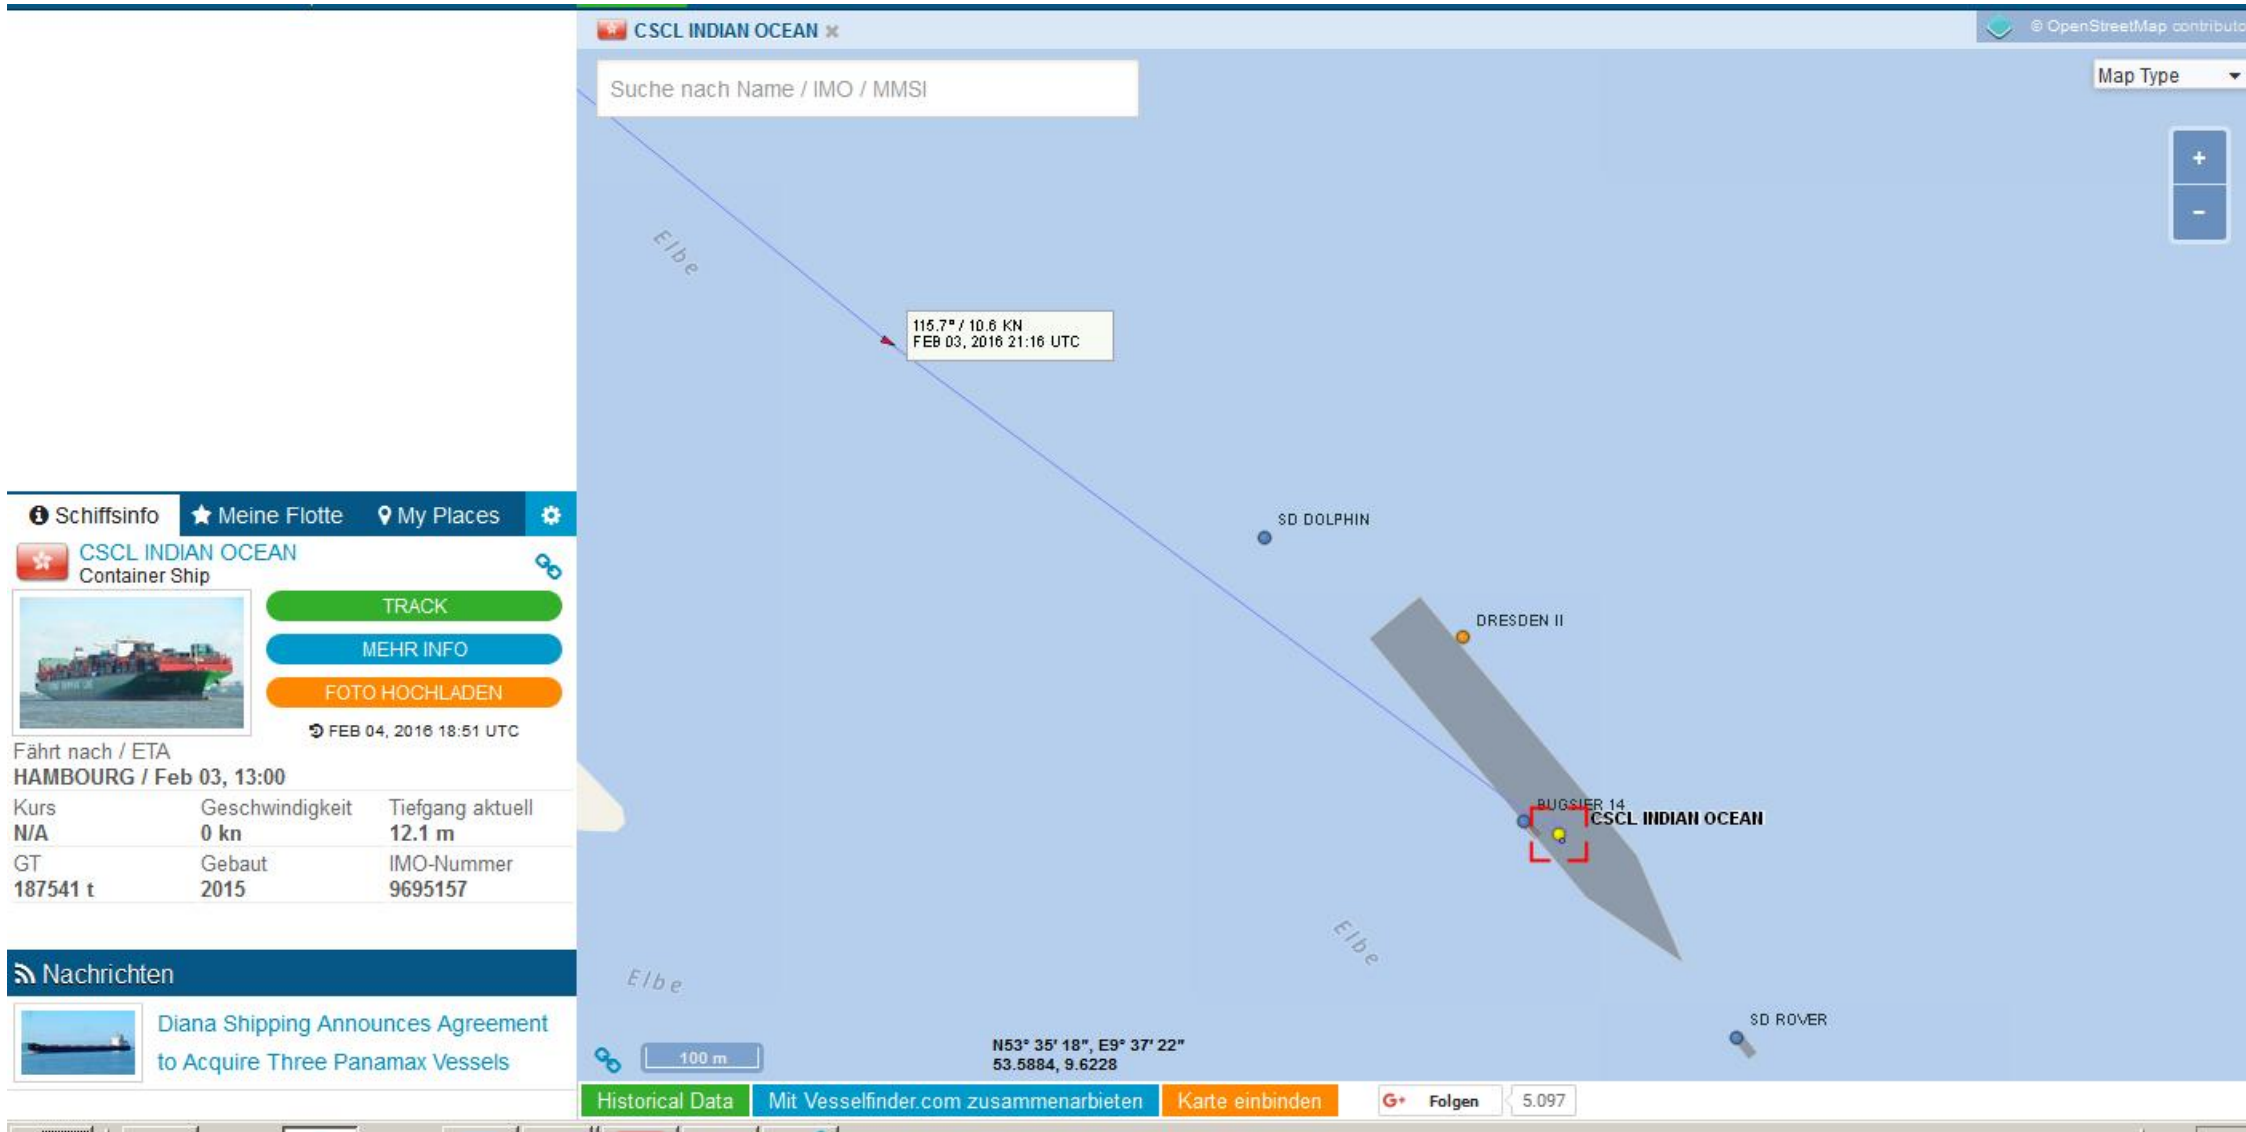 CSCL INDIAN OCEAN
© OpenStreetMap
Suche nach Name / IMO / MMSI
Map Type
+
-
Elbe
115.7° / 10.6 KN
FEB 03, 2016 21:16 UTC
SD DOLPHIN
DRESDEN II
BUGSIER 14
CSCL INDIAN OCEAN
Elbe
Elbe
SD ROVER
100 m
N53° 35' 18", E9° 37' 22"
53.5884, 9.6228
Schiffsinfo Meine Flotte My Places
CSCL INDIAN OCEAN
Container Ship
TRACK
MEHR INFO
FOTO HOCHLADEN
FEB 04, 2016 18:51 UTC
Fährt nach / ETA
HAMBOURG / Feb 03, 13:00
Kurs Geschwindigkeit Tiefgang aktuell
N/A 0 kn 12.1 m
GT Gebaut IMO-Nummer
187541 t 2015 9695157
Nachrichten
Diana Shipping Announces Agreement
to Acquire Three Panamax Vessels
Historical Data Mit Vesselfinder.com zusammenarbeiten Karte einbinden G+ Folgen 5.097